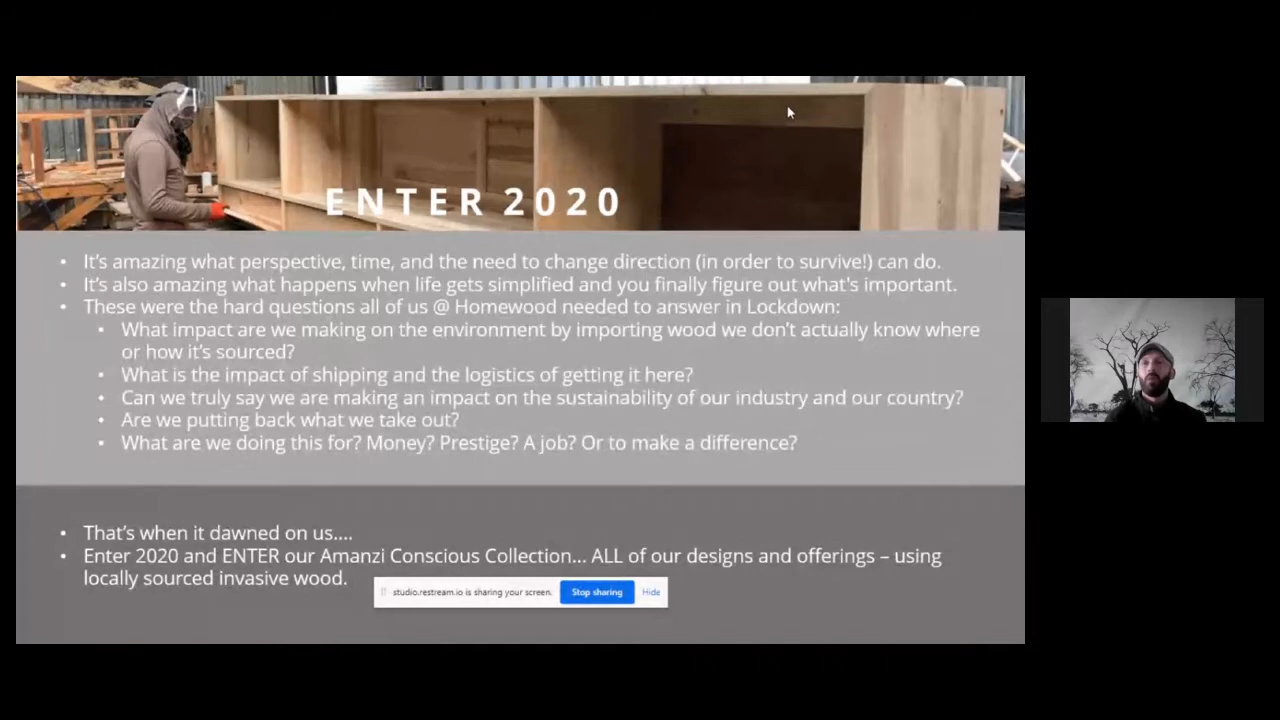 ENTER 2020
• It's amazing what perspective, time, and the need to change direction (in order to survive!) can do.
• It's also amazing what happens when life gets simplified and you finally figure out what's important.
• These were the hard questions all of us @ Homewood needed to answer in Lockdown:
• What impact are we making on the environment by importing wood we don't actually know where
or how it's sourced?
• What is the impact of shipping and the logistics of getting it here?
• Can we truly say we are making an impact on the sustainability of our industry and our country?
• Are we putting back what we take out?
• What are we doing this for? Money? Prestige? A job? Or to make a difference?
• That's when it dawned on us....
• Enter 2020 and ENTER our Amanzi Conscious Collection... ALL of our designs and offerings – using
locally sourced invasive wood.
studio.restream.io is sharing your screen. Stop sharing Hide